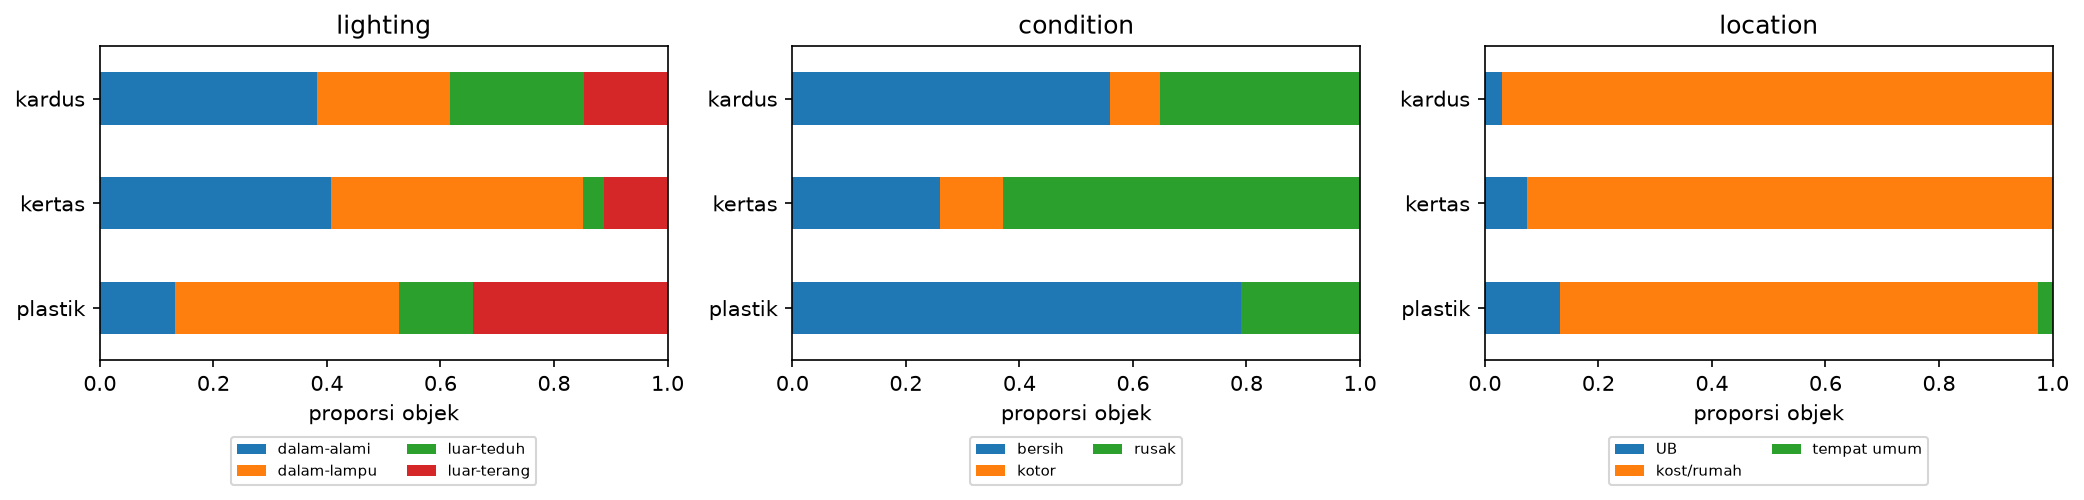 lighting
kardus
kertas
plastik
0.0 0.2 0.4 0.6 0.8 1.0
proporsi objek
dalam-alami luar-teduh
dalam-lampu luar-terang
condition
kardus
kertas
plastik
0.0 0.2 0.4 0.6 0.8 1.0
proporsi objek
bersih rusak
kotor
location
kardus
kertas
plastik
0.0 0.2 0.4 0.6 0.8 1.0
proporsi objek
UB tempat umum
kost/rumah